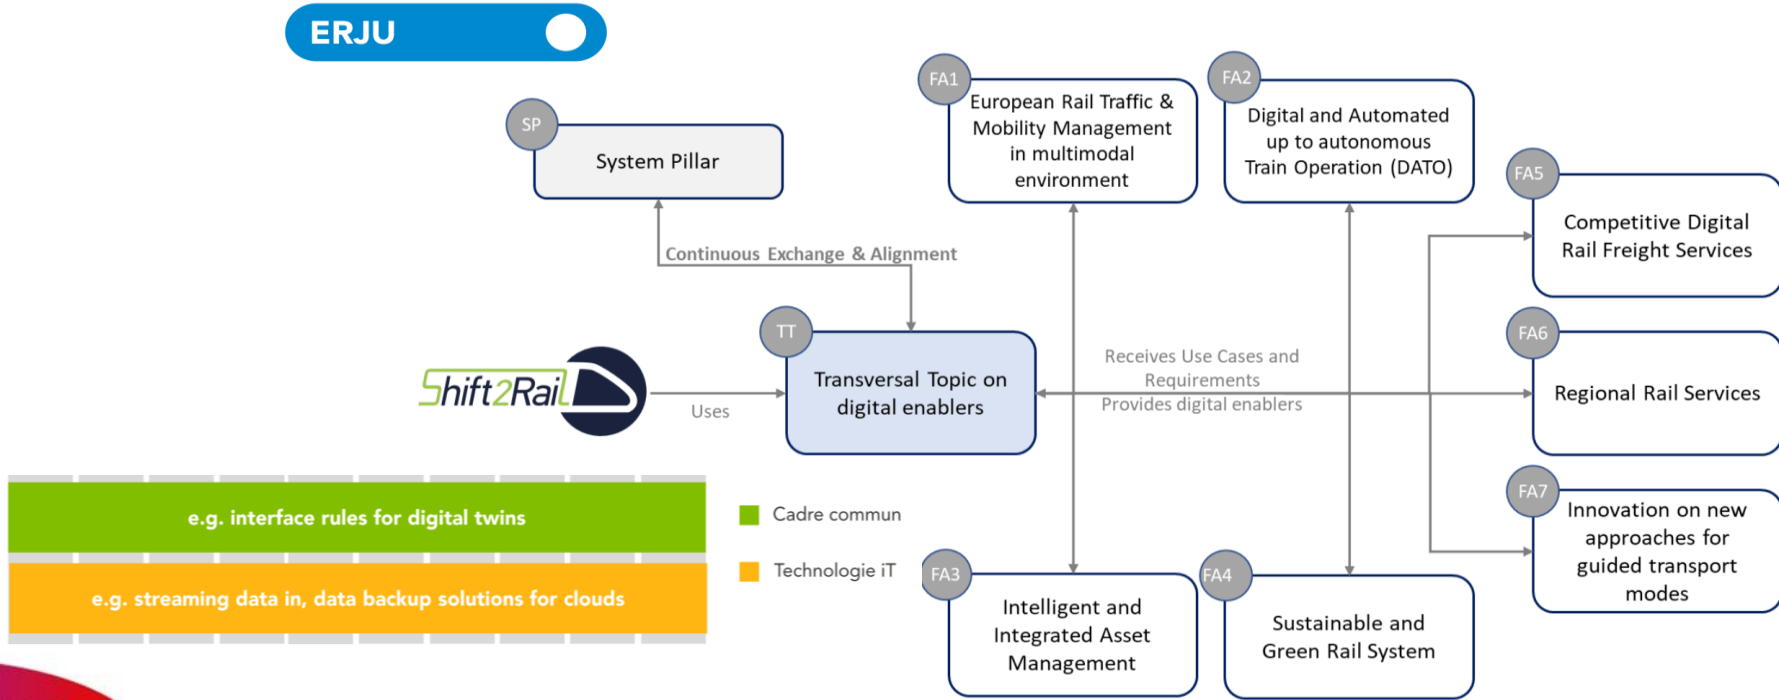 ERJU
SP
System Pillar
FA1
European Rail Traffic &
Mobility Management
in multimodal
environment
FA2
Digital and Automated
up to autonomous
Train Operation (DATO)
FA5
Competitive Digital
Rail Freight Services
Continuous Exchange & Alignment
TT
Transversal Topic on
digital enablers
Shift2Rail
Uses
Receives Use Cases and
Requirements
Provides digital enablers
FA6
Regional Rail Services
FA7
Innovation on new
approaches for
guided transport
modes
e.g. interface rules for digital twins
e.g. streaming data in, data backup solutions for clouds
Cadre commun
Technologie iT
FA3
Intelligent and
Integrated Asset
Management
FA4
Sustainable and
Green Rail System